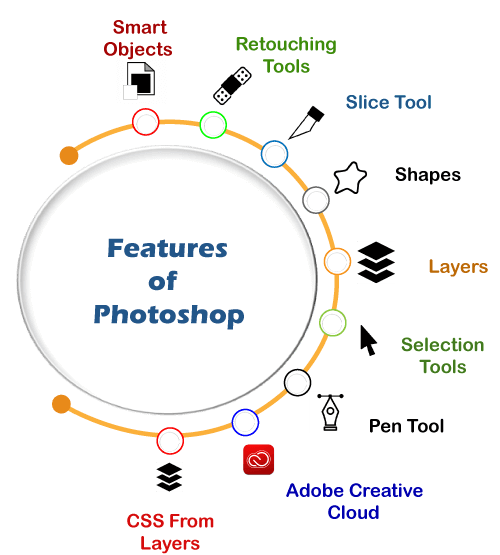 Smart
Objects
Retouching
Tools
Slice Tool
Shapes
Features
of
Photoshop
Layers
Selection
Tools
Pen Tool
Adobe Creative
Cloud
CSS From
Layers